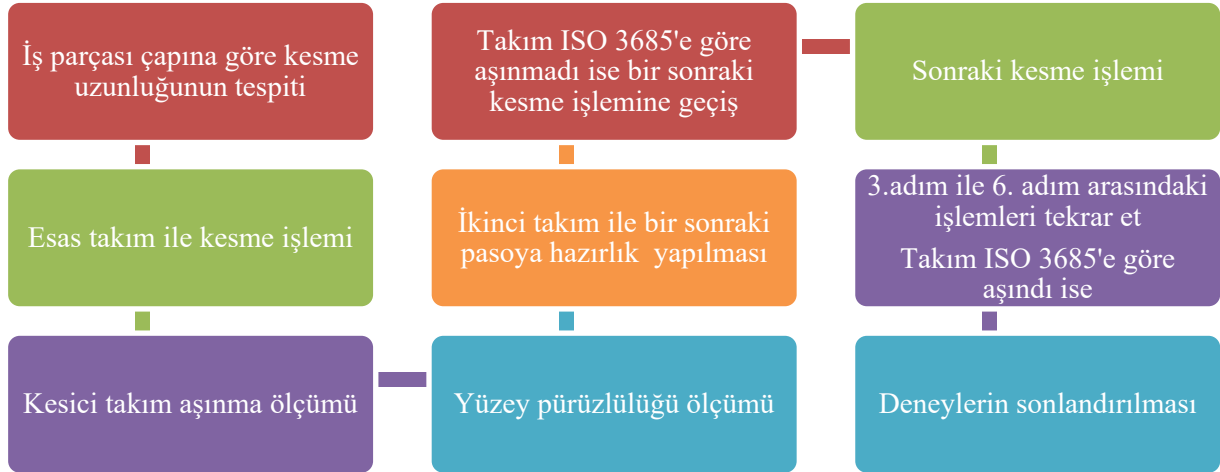 İş parçası çapına göre kesme
uzunluğunun tespiti
Esas takım ile kesme işlemi
Kesici takım aşınma ölçümü
Yüzey pürüzlülüğü ölçümü
İkinci takım ile bir sonraki
pasoya hazırlık yapılması
Takım ISO 3685'e göre
aşınmadı ise bir sonraki
kesme işlemine geçiş
Sonraki kesme işlemi
3.adım ile 6. adım arasındaki
işlemleri tekrar et
Takım ISO 3685'e göre
aşındı ise
Deneylerin sonlandırılması